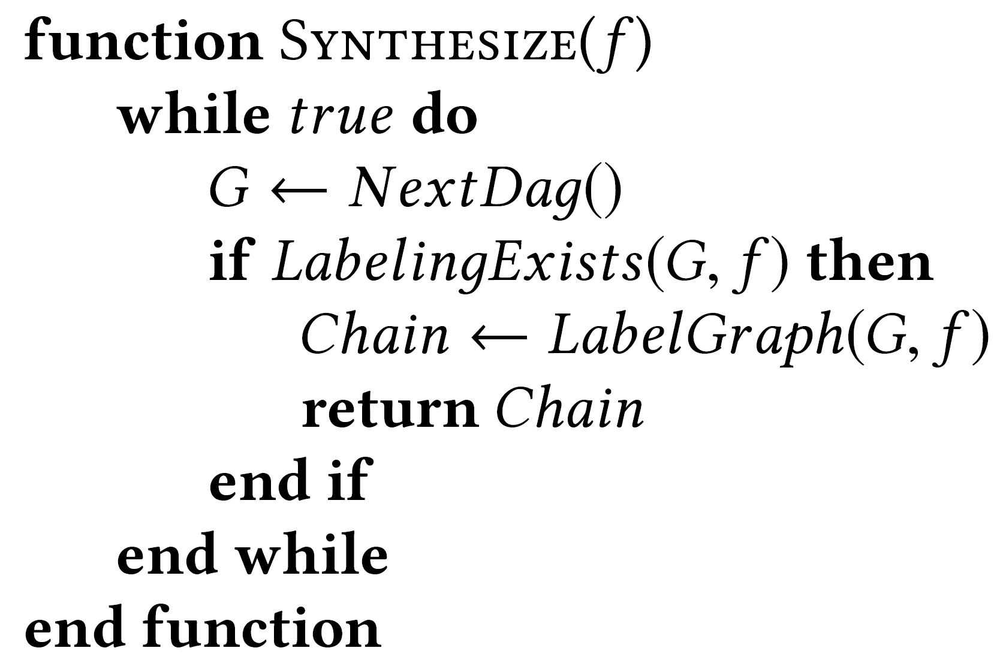 function Synthesize(f)
while true do
G ← NextDag()
if LabelingExists(G, f) then
Chain ← LabelGraph(G, f)
return Chain
end if
end while
end function